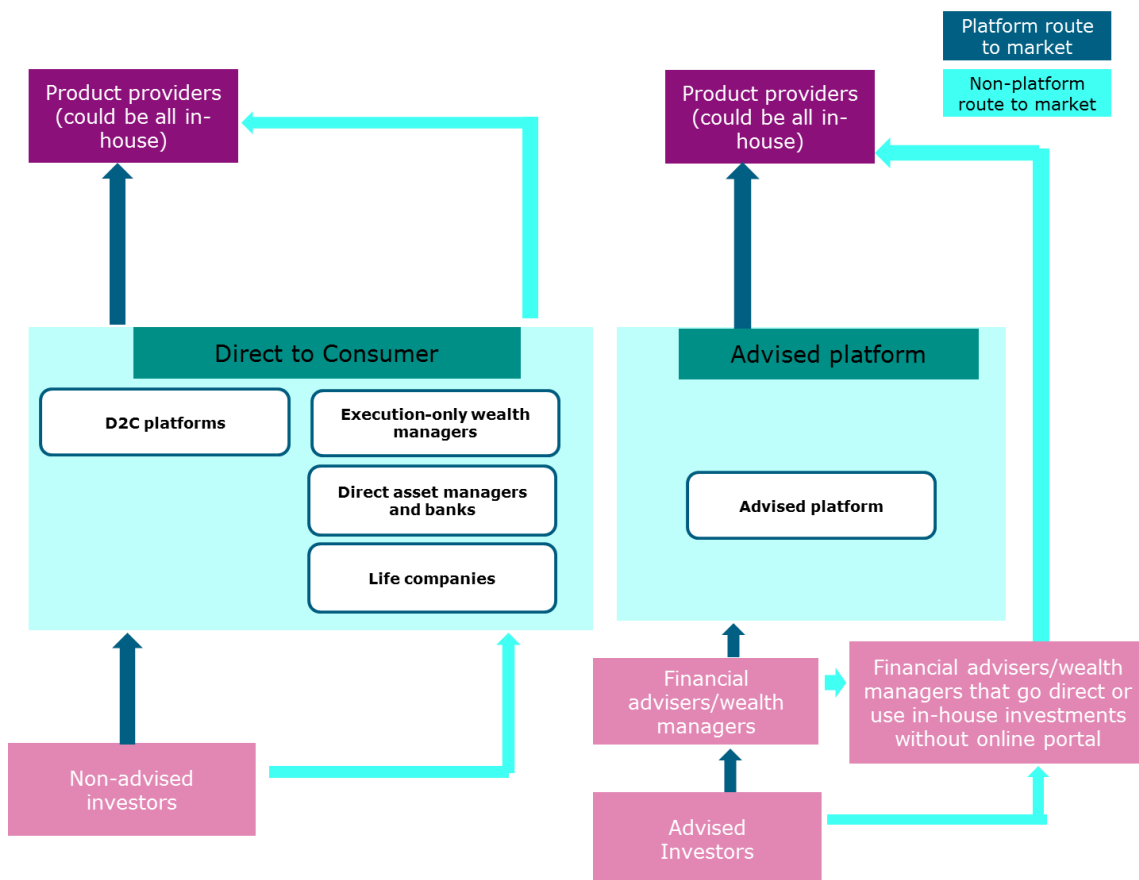 Platform route
to market
Non-platform
route to market
Product providers
(could be all in-
house)
Product providers
(could be all in-
house)
Direct to Consumer
D2C platforms
Execution-only wealth
managers
Direct asset managers
and banks
Life companies
Advised platform
Advised platform
Non-advised
investors
Financial
advisers/wealth
managers
Financial advisers/wealth
managers that go direct or
use in-house investments
without online portal
Advised
Investors